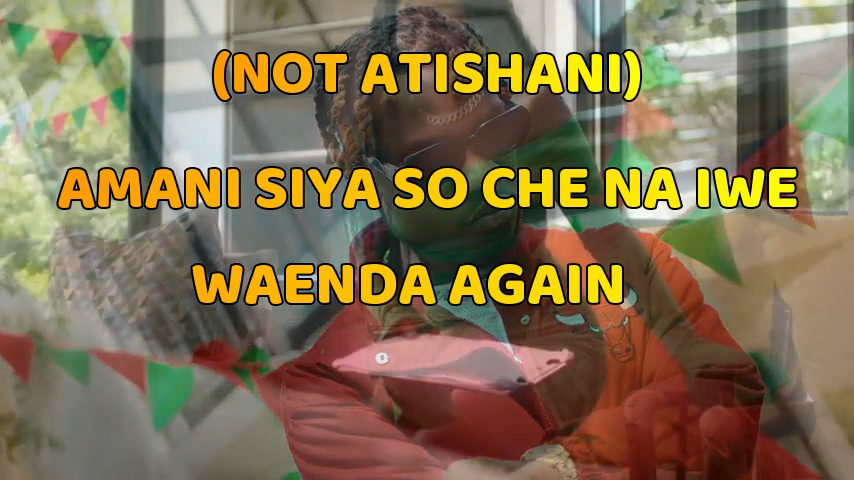 (NOT ATISHANI)
AMANI SIYA SO CHE NA IWE
WAENDA AGAIN